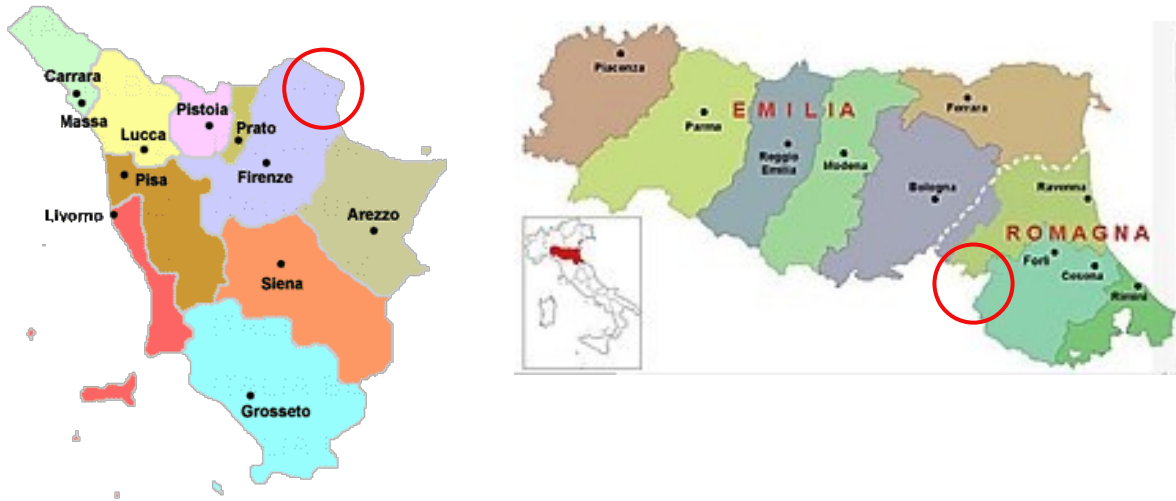 Carrara
Massa
Lucca
Pistoia
Prato
Firenze
Pisa
Livorno
Arezzo
Siena
Grosseto
Piacenza
Parma
EMILIA
Reggio
Emilia
Modena
Bologna
Ferrara
Ravenna
ROMAGNA
Forlì
Cesena
Rimini